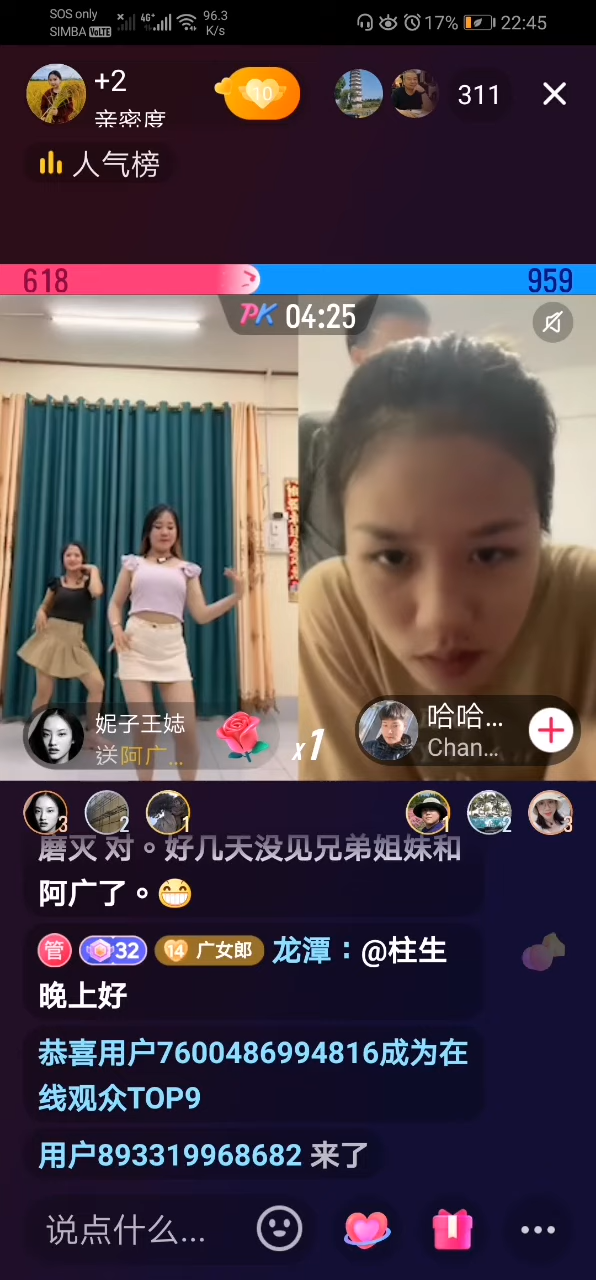 SOS only
SIMBA VoLTE
4G+
96.3
K/s
17%
22:45
+2
亲密度
10
311
人气榜
618
959
PK 04:25
妮子王娡
送阿广...
x1
哈哈...
Chan...
3
2
1
1
2
3
磨灭 对。好几天没见兄弟姐妹和
阿广了。😁
管 32 14 广女郎 龙潭：@柱生
晚上好
恭喜用户7600486994816成为在
线观众TOP9
用户893319968682 来了
说点什么...